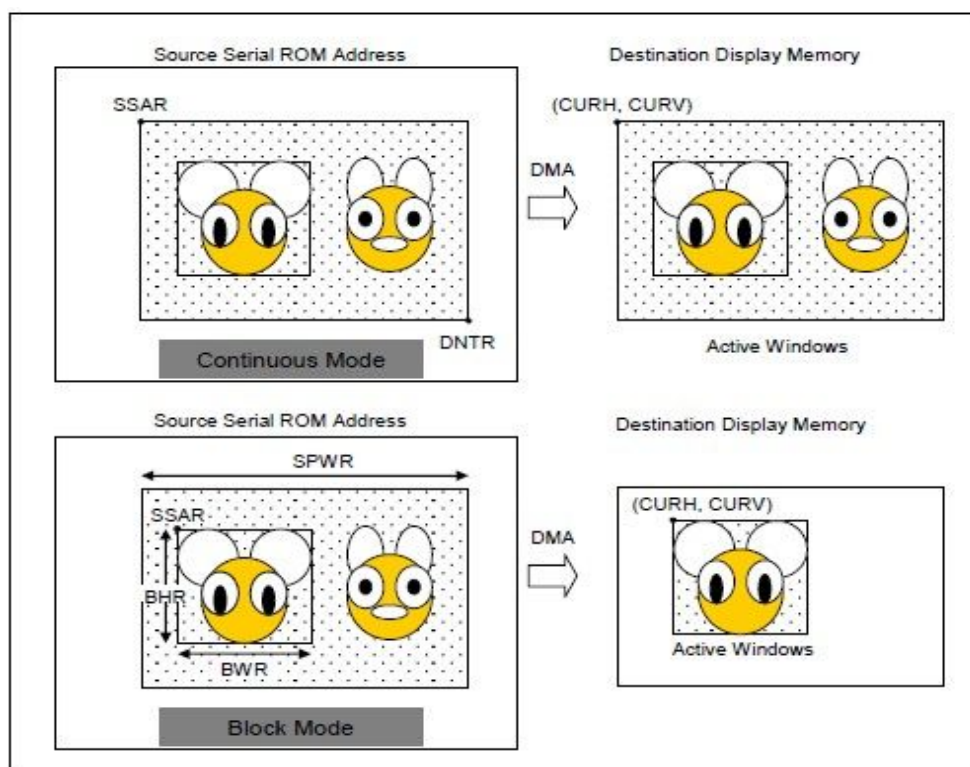 Source Serial ROM Address
Destination Display Memory
SSAR
(CURH, CURV)
DMA
DNTR
Continuous Mode
Active Windows
Source Serial ROM Address
Destination Display Memory
SPWR
SSAR
(CURH, CURV)
DMA
BHR
BWR
Active Windows
Block Mode